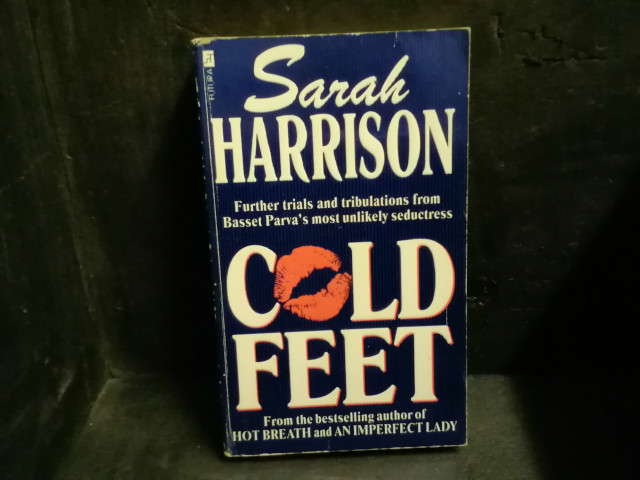 FUTURA
Sarah
HARRISON
Further trials and tribulations from
Basset Parva's most unlikely seductress
COLD
FEET
From the bestselling author of
HOT BREATH and AN IMPERFECT LADY